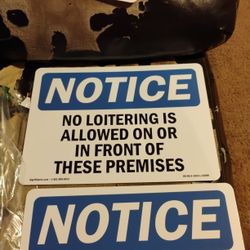 NOTICE
NO LOITERING IS
ALLOWED ON OR
IN FRONT OF
THESE PREMISES
NOTICE